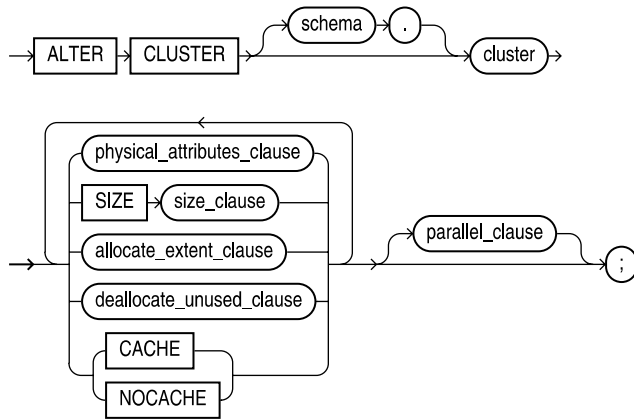 schema .
ALTER CLUSTER cluster
physical_attributes_clause
SIZE size_clause
parallel_clause
allocate_extent_clause
;
deallocate_unused_clause
CACHE
NOCACHE